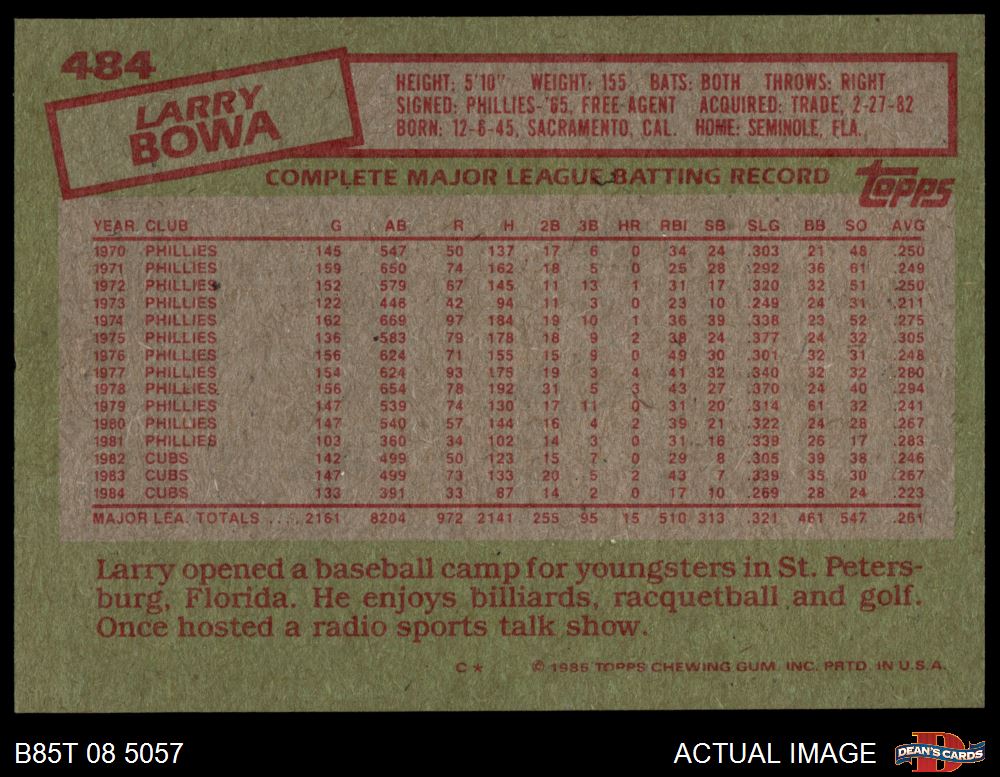 484
LARRY
BOWA
HEIGHT: 5'10" WEIGHT: 155 BATS: BOTH THROWS: RIGHT
SIGNED: PHILLIES-'65, FREE AGENT ACQUIRED: TRADE, 2-27-82
BORN: 12-6-45, SACRAMENTO, CAL. HOME: SEMINOLE, FLA.
COMPLETE MAJOR LEAGUE BATTING RECORD
Topps
YEAR CLUB G AB R H 2B 3B HR RBI SB SLG BB SO AVG
1970 PHILLIES 145 547 50 137 17 6 0 34 24 .303 21 48 .250
1971 PHILLIES 159 650 74 162 18 5 0 25 28 .292 36 61 .249
1972 PHILLIES 152 579 67 145 11 13 1 31 17 .320 32 51 .250
1973 PHILLIES 122 446 42 94 11 3 0 23 10 .249 24 31 .211
1974 PHILLIES 162 669 97 184 19 10 1 36 39 .338 23 52 .275
1975 PHILLIES 136 583 79 178 18 9 2 38 24 .377 24 32 .305
1976 PHILLIES 156 624 71 155 15 9 0 49 30 .301 32 31 .248
1977 PHILLIES 154 624 93 175 19 3 4 41 32 .340 32 32 .280
1978 PHILLIES 156 654 78 192 31 5 3 43 27 .370 24 40 .294
1979 PHILLIES 147 539 74 130 17 11 0 31 20 .314 61 32 .241
1980 PHILLIES 147 540 57 144 16 4 2 39 21 .322 24 28 .267
1981 PHILLIES 103 360 34 102 14 3 0 31 16 .339 26 17 .283
1982 CUBS 142 499 50 123 15 7 0 29 8 .305 39 38 .246
1983 CUBS 147 499 73 133 20 5 2 43 7 .339 35 30 .267
1984 CUBS 133 391 33 87 14 2 0 17 10 .269 28 24 .223
MAJOR LEA. TOTALS .... 2161 8204 972 2141 255 95 15 510 313 .321 461 547 .261
Larry opened a baseball camp for youngsters in St. Peters-
burg, Florida. He enjoys billiards, racquetball and golf.
Once hosted a radio sports talk show.
C* © 1985 TOPPS CHEWING GUM, INC. PRTD. IN U.S.A.
B85T 08 5057 ACTUAL IMAGE DEAN'S CARDS